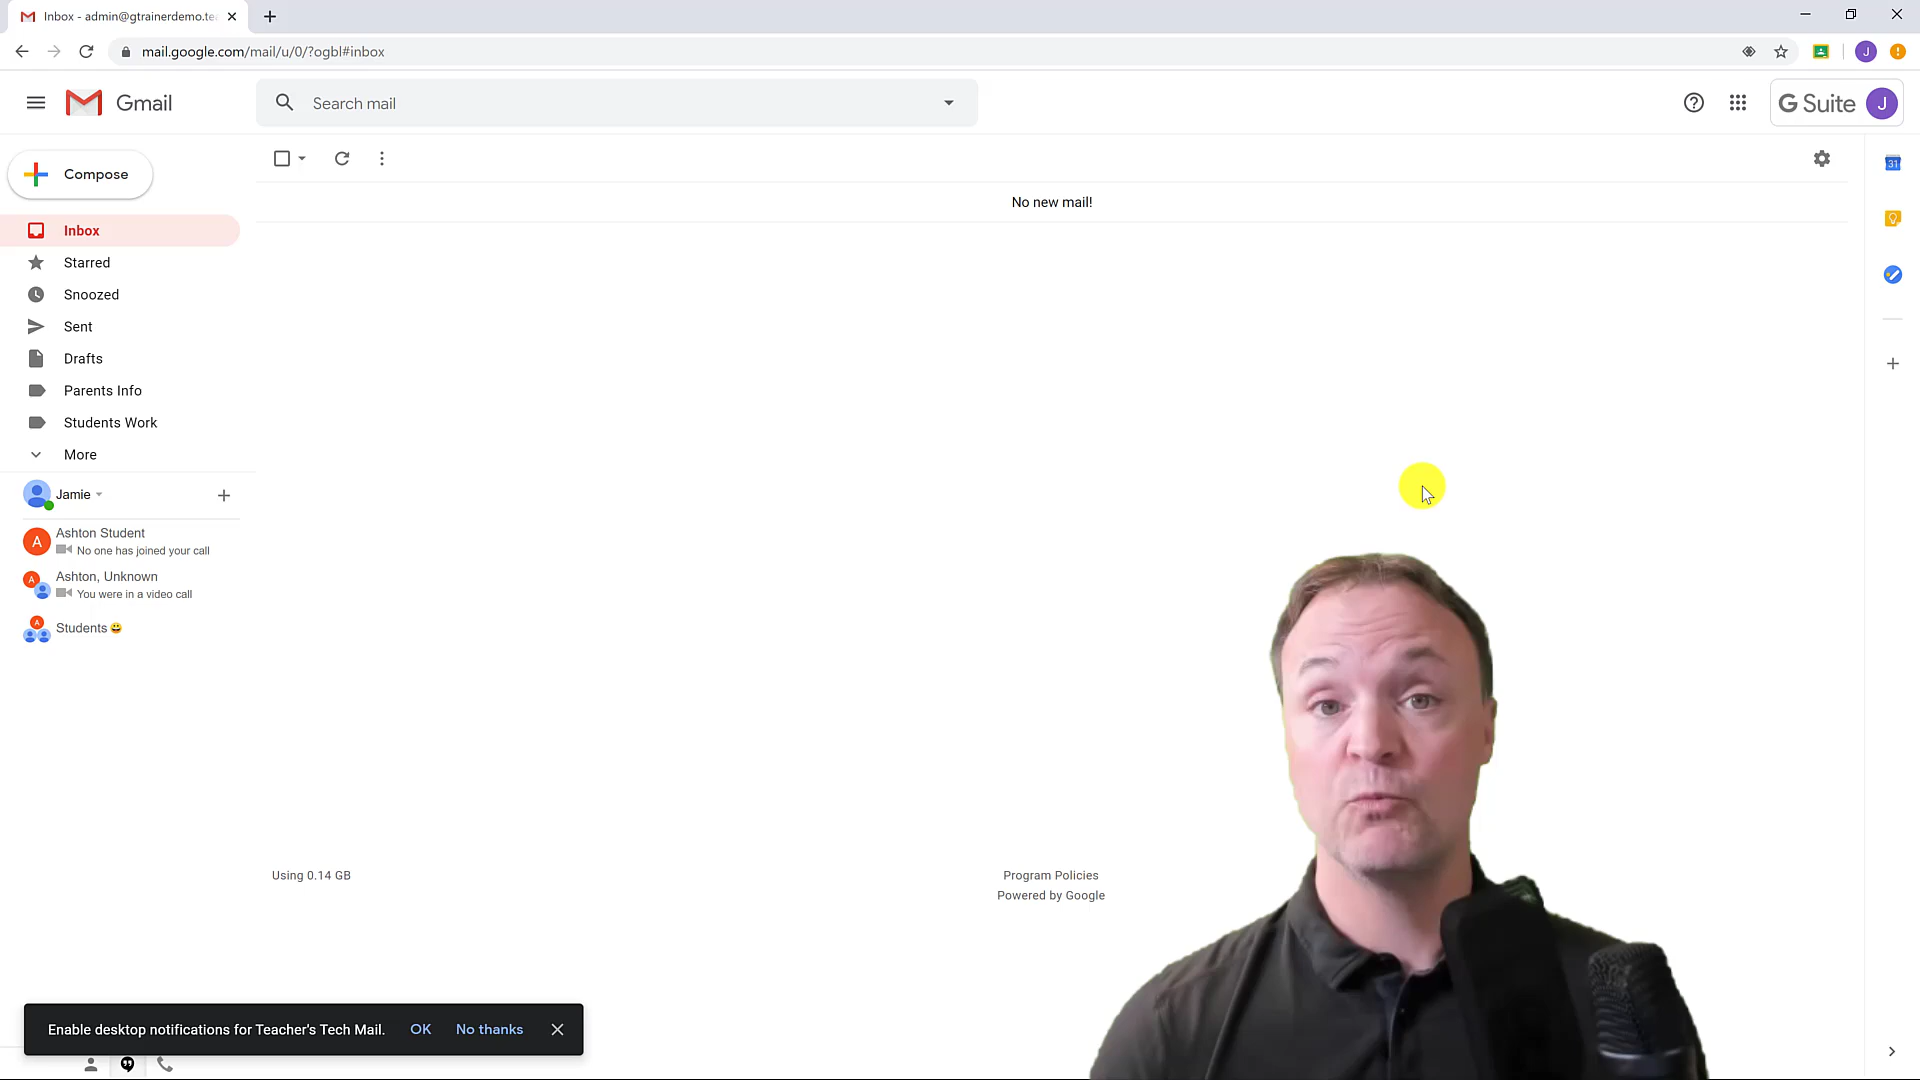 Inbox - admin@gtrainerdemo.te
mail.google.com/mail/u/0/?ogbl#inbox
J
Gmail
Search mail
G Suite
J
Compose
31
No new mail!
Inbox
Starred
Snoozed
Sent
Drafts
Parents Info
Students Work
More
Jamie
A
Ashton Student
No one has joined your call
A
Ashton, Unknown
You were in a video call
A
Students
Using 0.14 GB
Program Policies
Powered by Google
Enable desktop notifications for Teacher's Tech Mail.
OK
No thanks